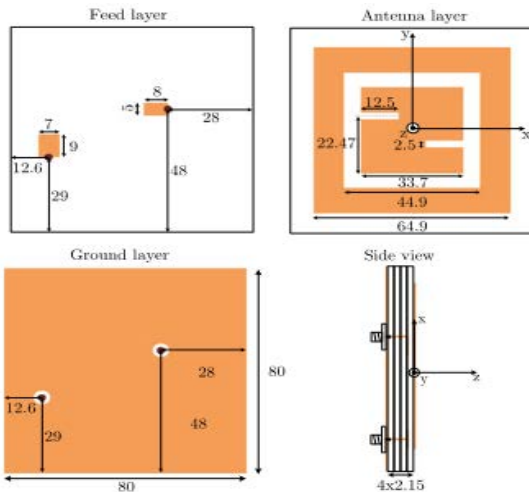 Feed layer
8
5
28
7
9
12.6
29
48
Antenna layer
y
12.5
x
z
22.47
2.5
33.7
44.9
64.9
Ground layer
28
80
12.6
29
48
80
Side view
x
y
z
4x2.15